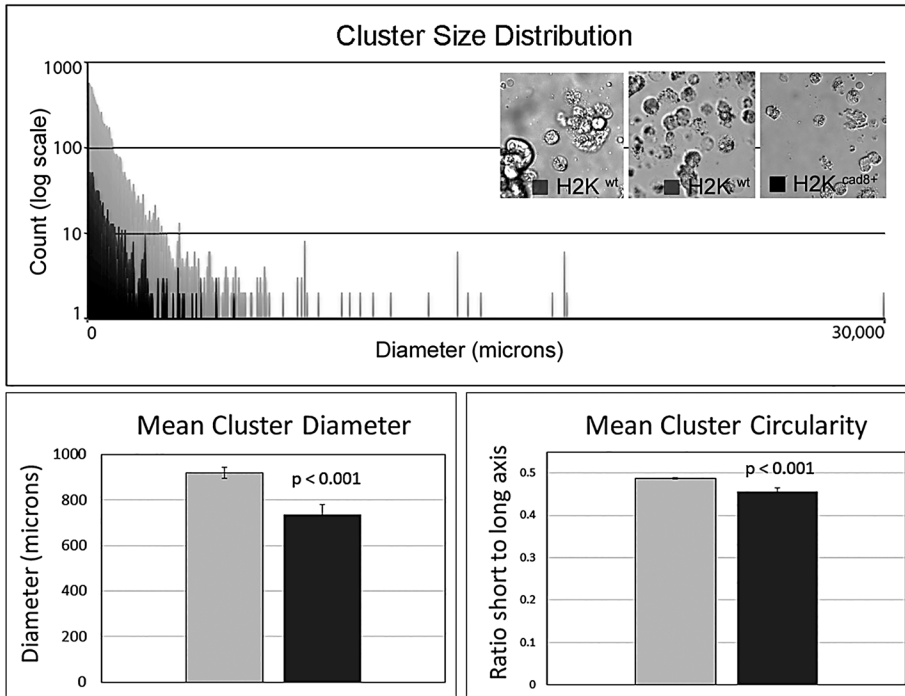 Cluster Size Distribution
1000
100
10
1
Count (log scale)
H2K wt
H2K wt
H2K cad8+
0
30,000
Diameter (microns)
Mean Cluster Diameter
1000
800
600
400
200
0
Diameter (microns)
p < 0.001
Mean Cluster Circularity
0.5
0.4
0.3
0.2
0.1
0
Ratio short to long axis
p < 0.001